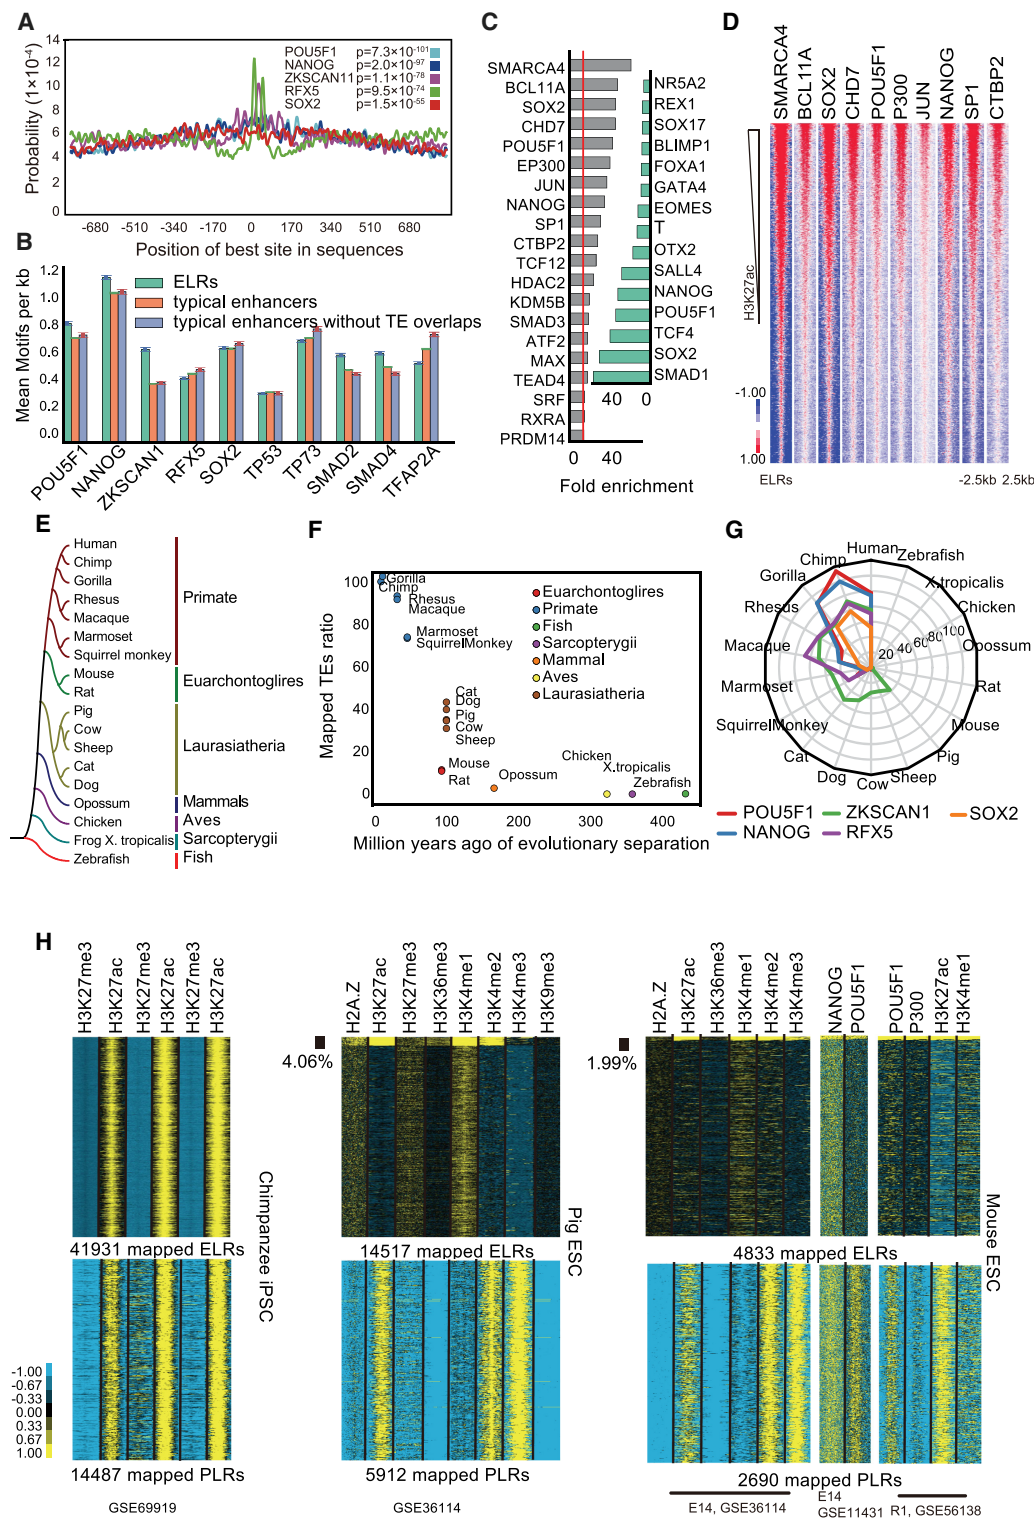 A
Probability (1×10⁻⁴)
14
12
10
8
6
4
2
0
POU5F1 p=7.3×10⁻¹⁰¹
NANOG p=2.0×10⁻⁹⁷
ZKSCAN11 p=1.1×10⁻⁷⁸
RFX5 p=9.5×10⁻⁷⁴
SOX2 p=1.5×10⁻⁵⁵
-680 -510 -340 -170 0 170 340 510 680
Position of best site in sequences
B
Mean Motifs per kb
1.2
1.0
0.8
0.6
0.4
0.2
0.0
ELRs
typical enhancers
typical enhancers without TE overlaps
POU5F1
NANOG
ZKSCAN1
RFX5
SOX2
TP53
TP73
SMAD2
SMAD4
TFAP2A
C
SMARCA4
BCL11A
SOX2
CHD7
POU5F1
EP300
JUN
NANOG
SP1
CTBP2
TCF12
HDAC2
KDM5B
SMAD3
ATF2
MAX
TEAD4
SRF
RXRA
PRDM14
0 40
NR5A2
REX1
SOX17
BLIMP1
FOXA1
GATA4
EOMES
T
OTX2
SALL4
NANOG
POU5F1
TCF4
SOX2
SMAD1
40 0
Fold enrichment
D
SMARCA4
BCL11A
SOX2
CHD7
POU5F1
P300
JUN
NANOG
SP1
CTBP2
H3K27ac
-1.00
1.00
ELRs
-2.5kb 2.5kb
E
Human
Chimp
Gorilla
Rhesus
Macaque
Marmoset
Squirrel monkey
Mouse
Rat
Pig
Cow
Sheep
Cat
Dog
Opossum
Chicken
Frog X. tropicalis
Zebrafish
Primate
Euarchontoglires
Laurasiatheria
Mammals
Aves
Sarcopterygii
Fish
F
Mapped TEs ratio
100
80
60
40
20
0
Gorilla
Chimp
Rhesus
Macaque
Marmoset
SquirrelMonkey
Cat
Dog
Pig
Cow
Sheep
Mouse
Rat
Opossum
Chicken
X.tropicalis
Zebrafish
Euarchontoglires
Primate
Fish
Sarcopterygii
Mammal
Aves
Laurasiatheria
0 100 200 300 400
Million years ago of evolutionary separation
G
Human
Zebrafish
X.tropicalis
Chicken
Opossum
Rat
Mouse
Pig
Sheep
Cow
Dog
Cat
SquirrelMonkey
Marmoset
Macaque
Rhesus
Gorilla
Chimp
20 40 60 80 100
POU5F1
NANOG
ZKSCAN1
RFX5
SOX2
H
H3K27me3
H3K27ac
H3K27me3
H3K27ac
H3K27me3
H3K27ac
41931 mapped ELRs
14487 mapped PLRs
GSE69919
Chimpanzee iPSC
-1.00
-0.67
-0.33
0.00
0.33
0.67
1.00
H2A.Z
H3K27ac
H3K27me3
H3K36me3
H3K4me1
H3K4me2
H3K4me3
H3K9me3
4.06%
14517 mapped ELRs
5912 mapped PLRs
GSE36114
Pig ESC
H2A.Z
H3K27ac
H3K36me3
H3K4me1
H3K4me2
H3K4me3
NANOG
POU5F1
POU5F1
P300
H3K27ac
H3K4me1
1.99%
4833 mapped ELRs
2690 mapped PLRs
Mouse ESC
E14, GSE36114
E14
GSE11431
R1, GSE56138